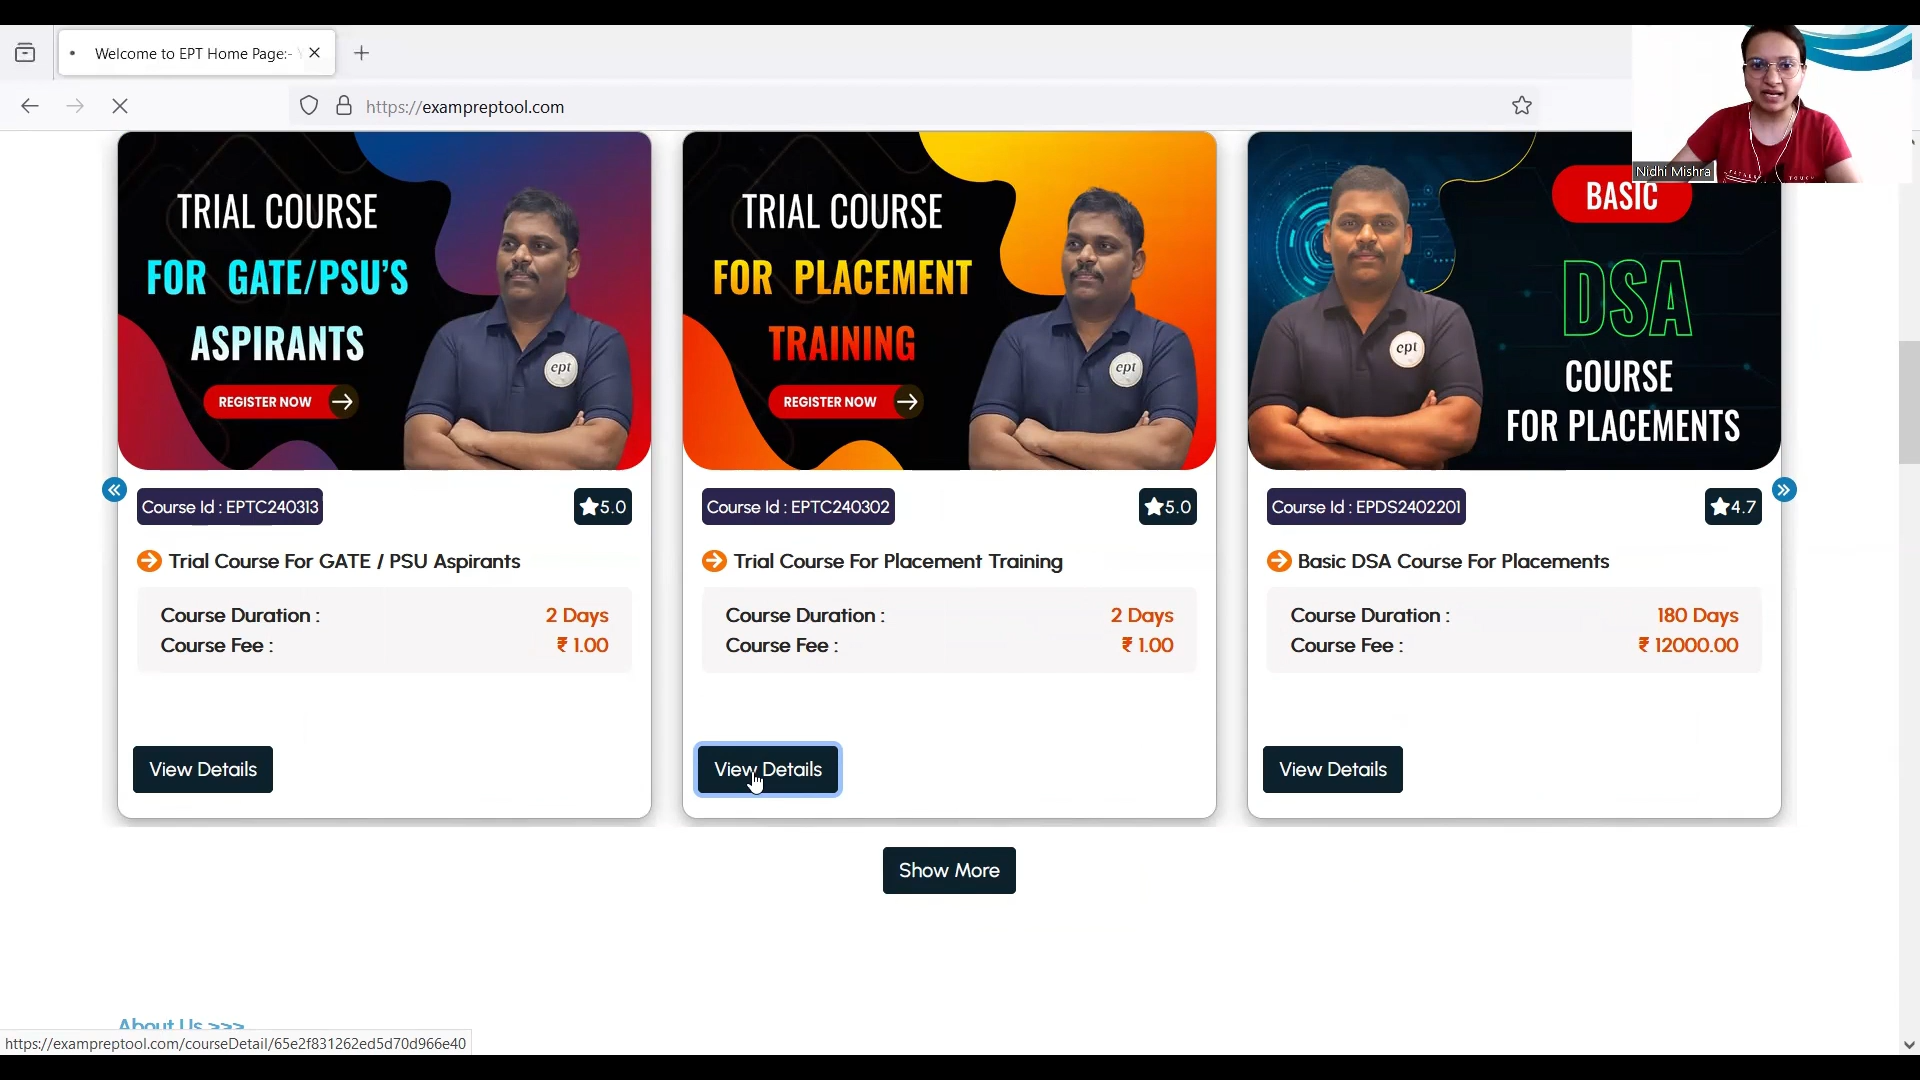 Welcome to EPT Home Page:-
https://exampreptool.com
Nidhi Mishra
TRIAL COURSE
FOR GATE/PSU'S
ASPIRANTS
REGISTER NOW
ept
TRIAL COURSE
FOR PLACEMENT
TRAINING
REGISTER NOW
ept
BASIC
DSA
COURSE
FOR PLACEMENTS
ept
Course Id : EPTC240313
5.0
Trial Course For GATE / PSU Aspirants
Course Duration : 2 Days
Course Fee : ₹ 1.00
View Details
Course Id : EPTC240302
5.0
Trial Course For Placement Training
Course Duration : 2 Days
Course Fee : ₹ 1.00
View Details
Course Id : EPDS2402201
4.7
Basic DSA Course For Placements
Course Duration : 180 Days
Course Fee : ₹ 12000.00
View Details
Show More
About Us >>>
https://exampreptool.com/courseDetail/65e2f831262ed5d70d966e40